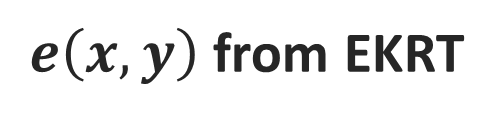 e(x, y) from EKRT